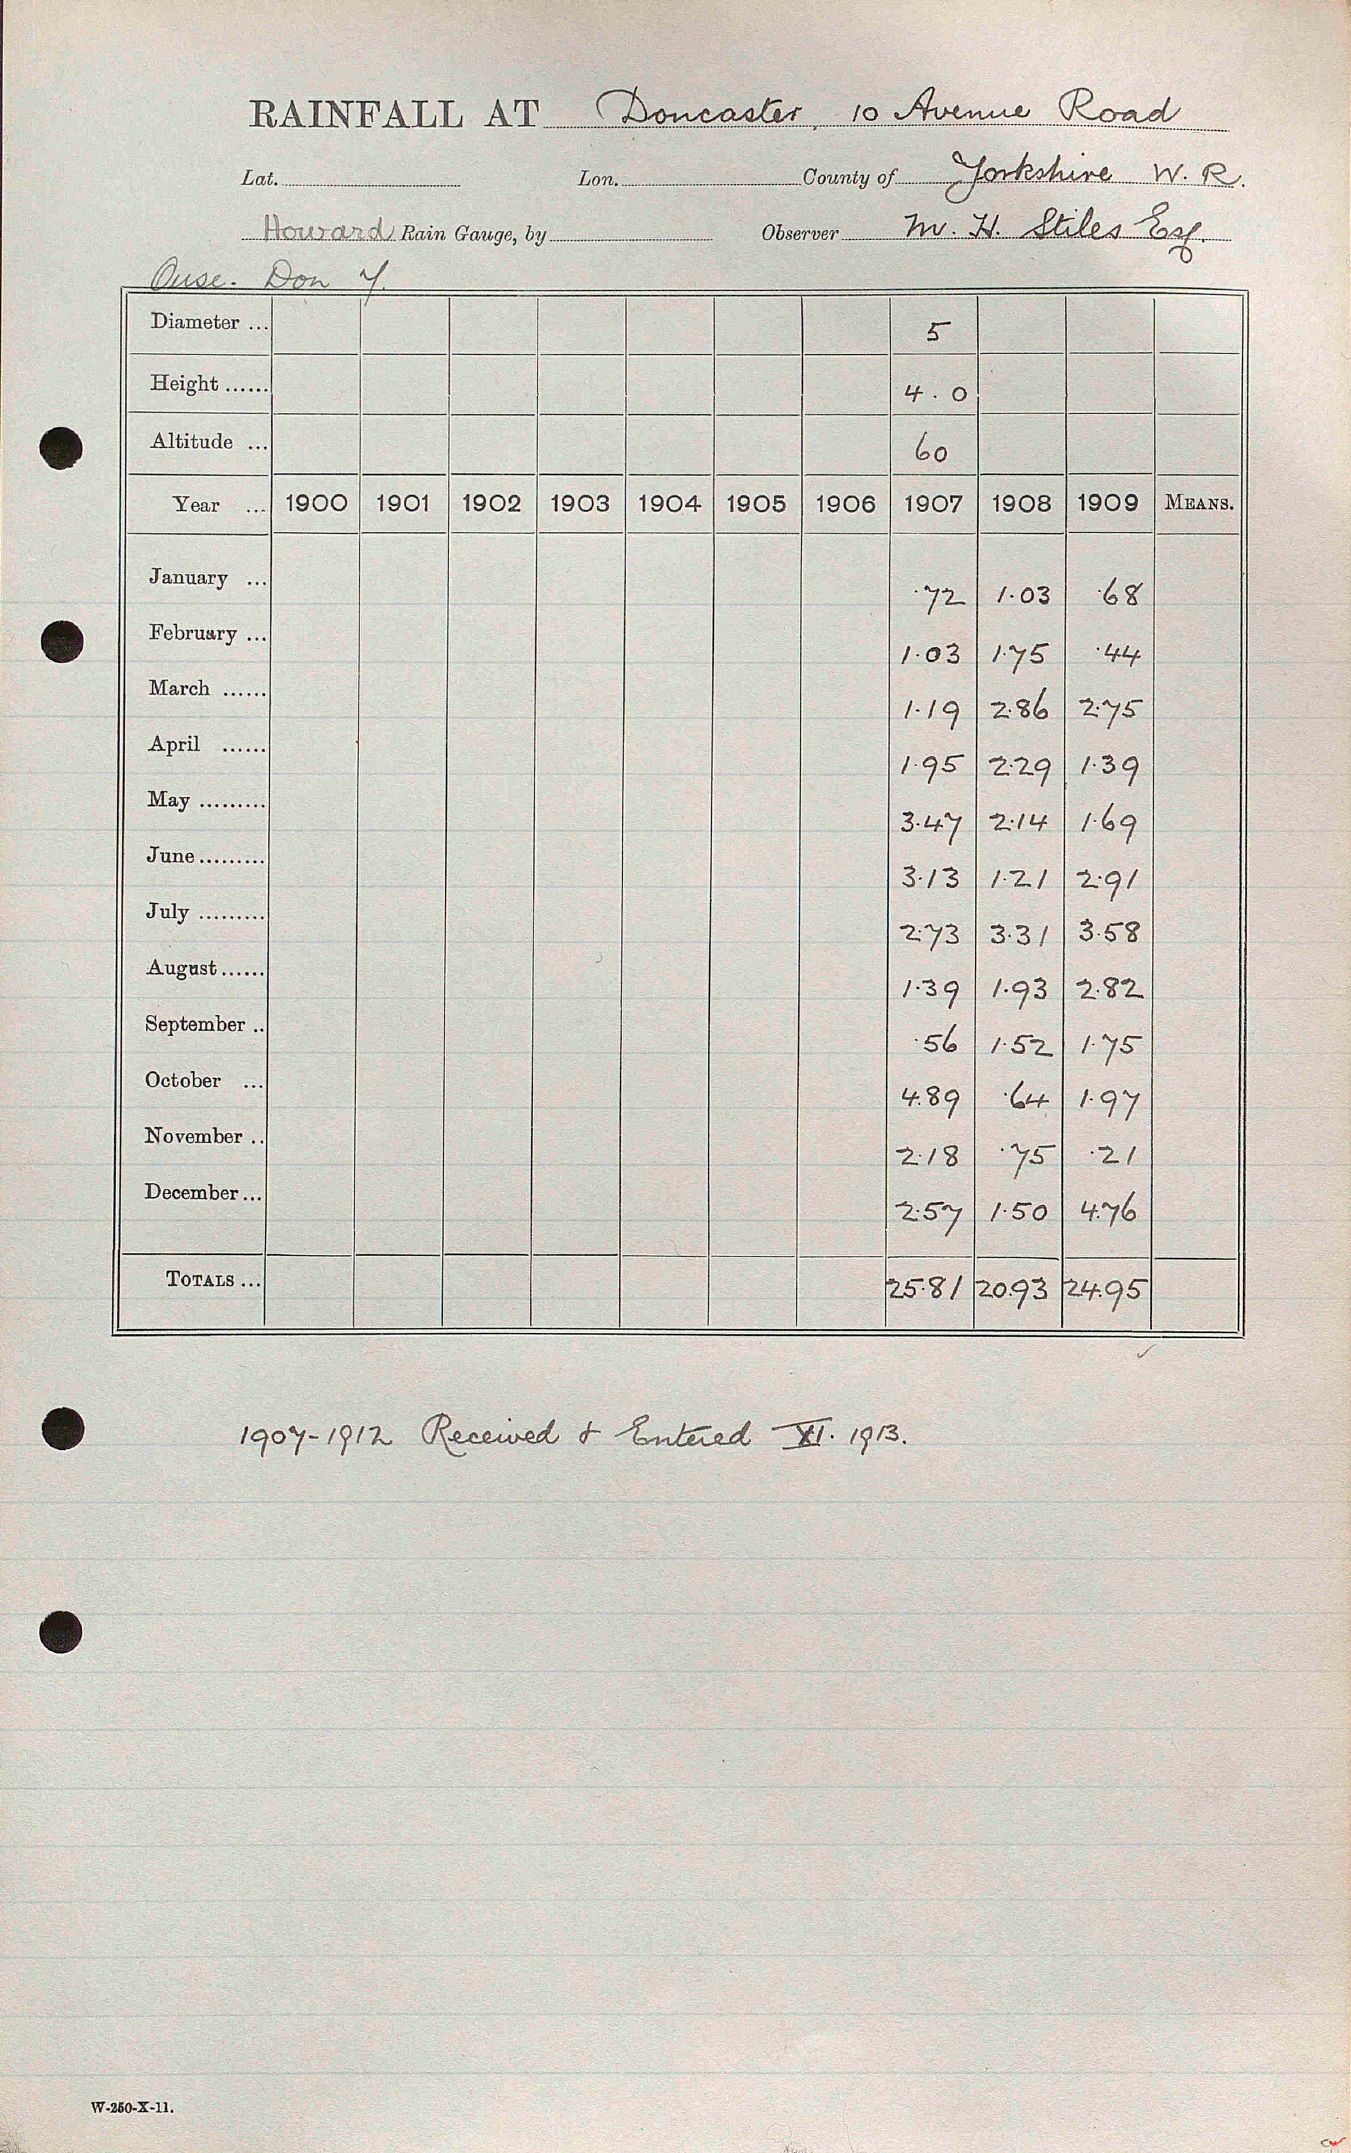 RAINFALL AT Doncaster, 10 Avenue Road
Lat. Lon. County of Yorkshire W. R.
Howard Rain Gauge, by Observer M. H. Stiles Esq.
Ouse. Don Y.
Diameter ... 5
Height ...... 4.0
Altitude ... 60
Year ... 1900 1901 1902 1903 1904 1905 1906 1907 1908 1909 MEANS.
January ... .72 1.03 .68
February ... 1.03 1.75 .44
March ...... 1.19 2.86 2.75
April ...... 1.95 2.29 1.39
May ......... 3.47 2.14 1.69
June ......... 3.13 1.21 2.91
July ......... 2.73 3.31 3.58
August ...... 1.39 1.93 2.82
September .. .56 1.52 1.75
October ... 4.89 .64 1.97
November .. 2.18 .75 .21
December ... 2.57 1.50 4.76
TOTALS ... 25.81 20.93 24.95
1907-1912 Received & Entered XI. 1913.
W-250-X-11.